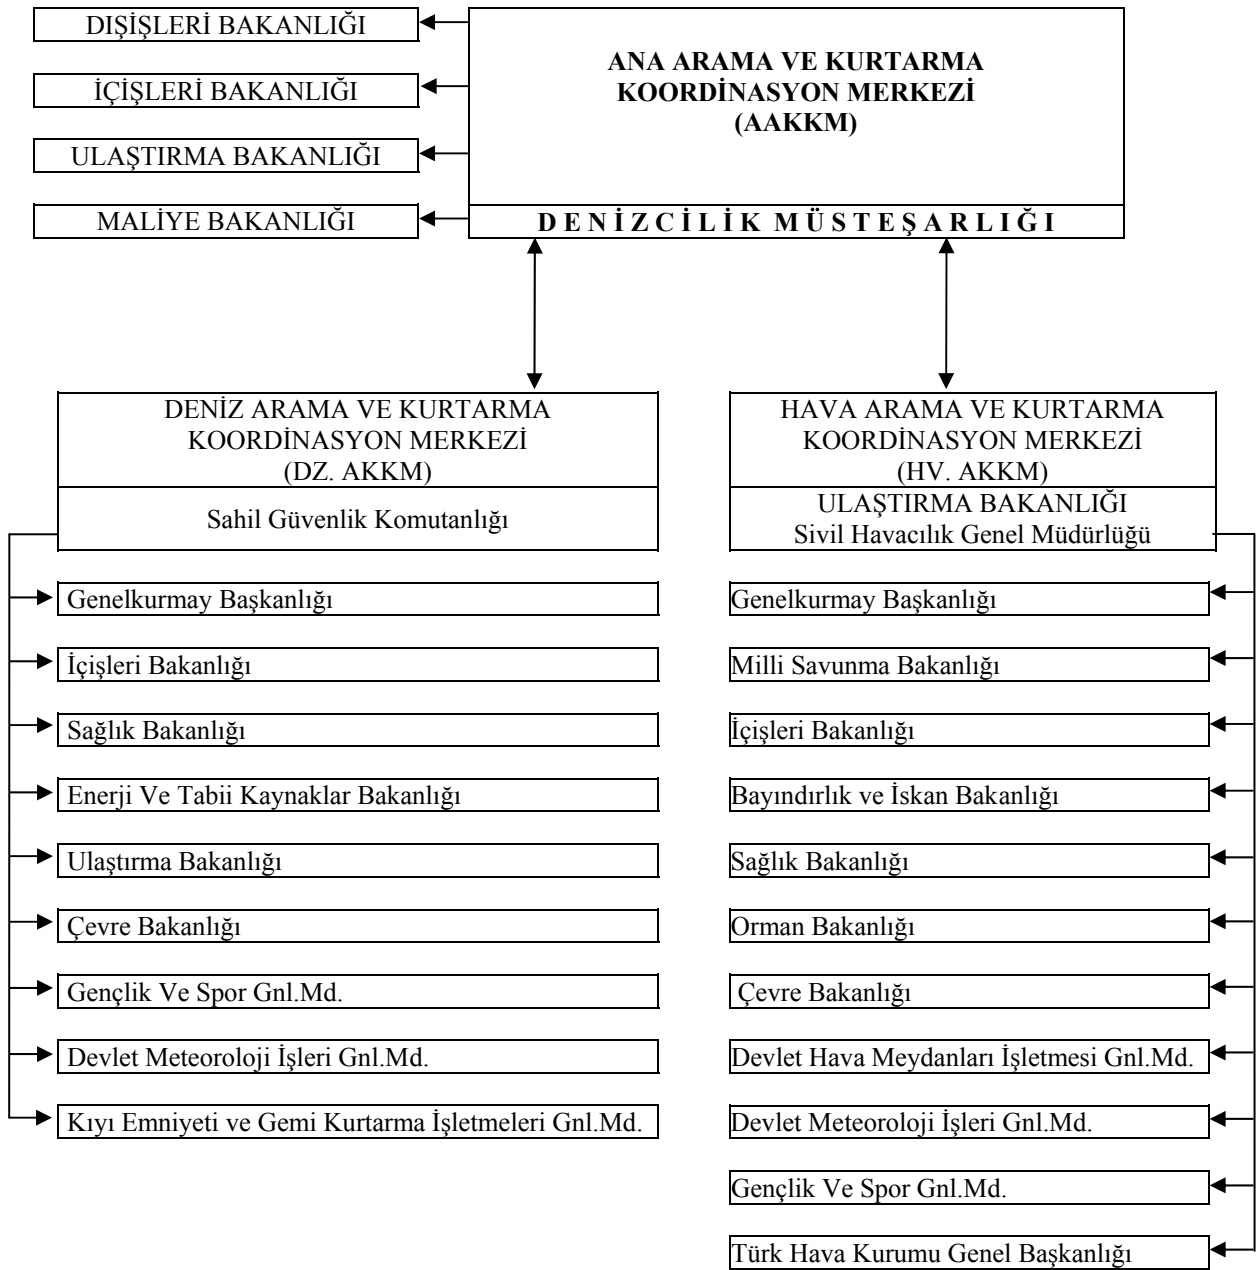 DIŞİŞLERİ BAKANLIĞI
İÇİŞLERİ BAKANLIĞI
ULAŞTIRMA BAKANLIĞI
MALİYE BAKANLIĞI
ANA ARAMA VE KURTARMA
KOORDİNASYON MERKEZİ
(AAKKM)
DENİZCİLİK MÜSTEŞARLIĞI
DENİZ ARAMA VE KURTARMA
KOORDİNASYON MERKEZİ
(DZ. AKKM)
Sahil Güvenlik Komutanlığı
Genelkurmay Başkanlığı
İçişleri Bakanlığı
Sağlık Bakanlığı
Enerji Ve Tabii Kaynaklar Bakanlığı
Ulaştırma Bakanlığı
Çevre Bakanlığı
Gençlik Ve Spor Gnl.Md.
Devlet Meteoroloji İşleri Gnl.Md.
Kıyı Emniyeti ve Gemi Kurtarma İşletmeleri Gnl.Md.
HAVA ARAMA VE KURTARMA
KOORDİNASYON MERKEZİ
(HV. AKKM)
ULAŞTIRMA BAKANLIĞI
Sivil Havacılık Genel Müdürlüğü
Genelkurmay Başkanlığı
Milli Savunma Bakanlığı
İçişleri Bakanlığı
Bayındırlık ve İskan Bakanlığı
Sağlık Bakanlığı
Orman Bakanlığı
Çevre Bakanlığı
Devlet Hava Meydanları İşletmesi Gnl.Md.
Devlet Meteoroloji İşleri Gnl.Md.
Gençlik Ve Spor Gnl.Md.
Türk Hava Kurumu Genel Başkanlığı